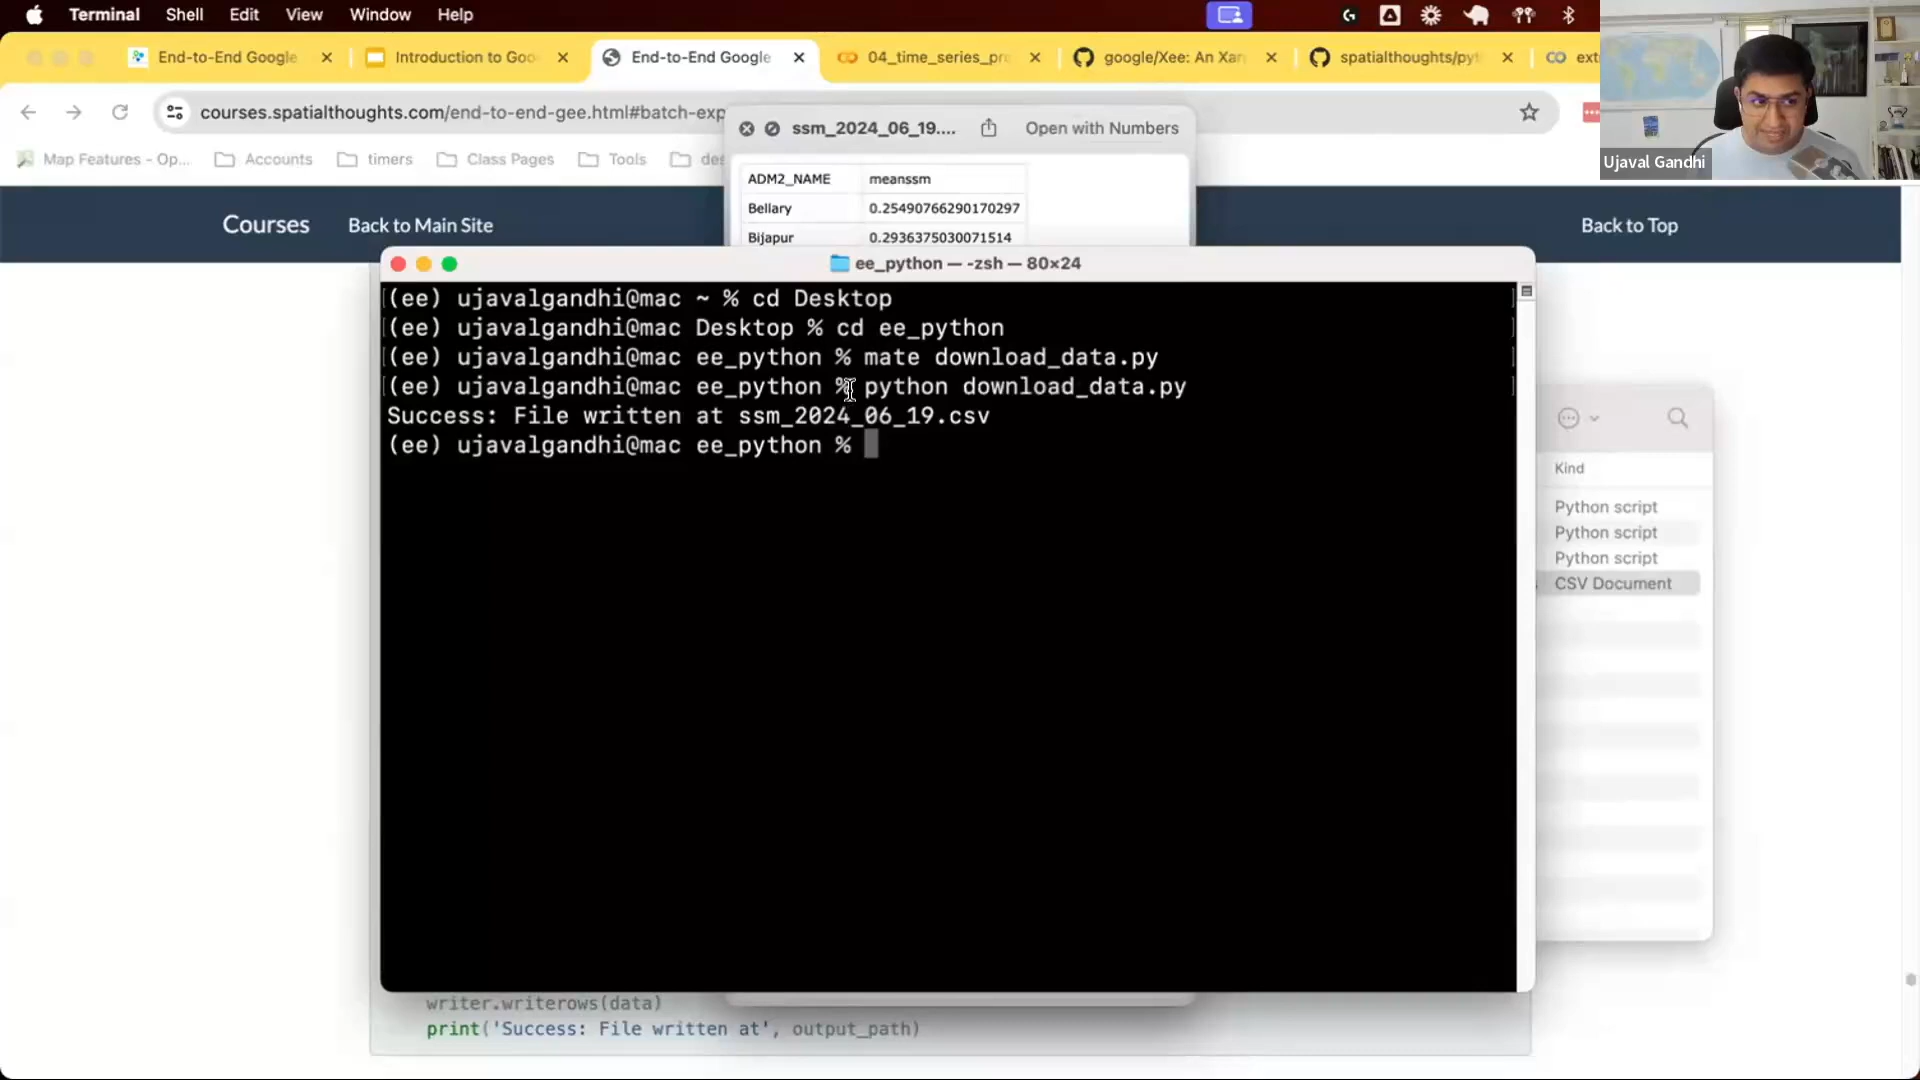 Terminal Shell Edit View Window Help
End-to-End Google
Introduction to Goo
End-to-End Google
04_time_series_pr
google/Xee: An Xar
spatialthoughts/pyt
ext
courses.spatialthoughts.com/end-to-end-gee.html#batch-exp
Map Features - Op...
Accounts
timers
Class Pages
Tools
des
Ujaval Gandhi
ssm_2024_06_19....
Open with Numbers
ADM2_NAME meanssm
Bellary 0.25490766290170297
Bijapur 0.2936375030071514
Courses Back to Main Site
Back to Top
ee_python — -zsh — 80×24
(ee) ujavalgandhi@mac ~ % cd Desktop
(ee) ujavalgandhi@mac Desktop % cd ee_python
(ee) ujavalgandhi@mac ee_python % mate download_data.py
(ee) ujavalgandhi@mac ee_python % python download_data.py
Success: File written at ssm_2024_06_19.csv
(ee) ujavalgandhi@mac ee_python %
Kind
Python script
Python script
Python script
CSV Document
writer.writerows(data)
print('Success: File written at', output_path)